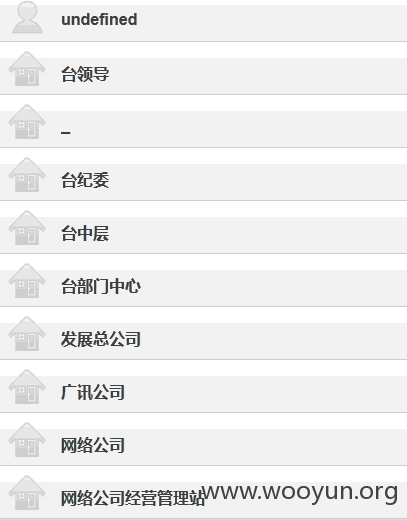 undefined
台领导
_
台纪委
台中层
台部门中心
发展总公司
广讯公司
网络公司
网络公司经营管理站
www.wooyun.org